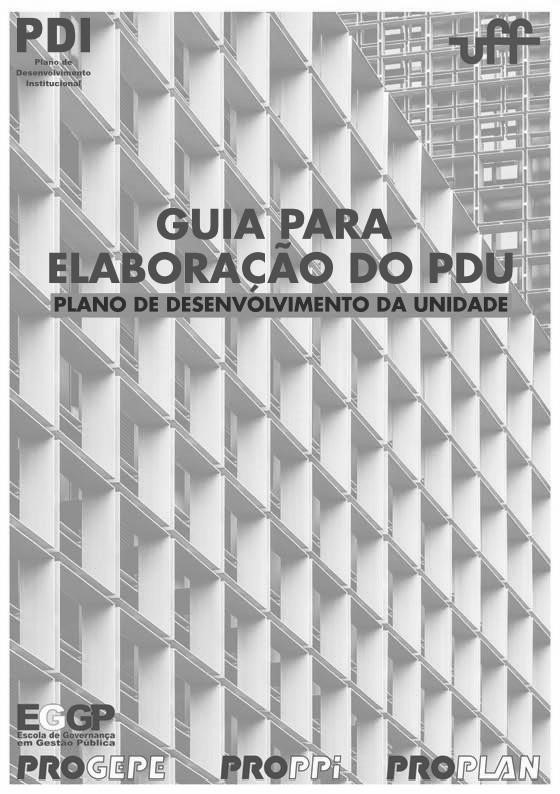 PDI
Plano de
Desenvolvimento
Institucional
uff
GUIA PARA
ELABORAÇÃO DO PDU
PLANO DE DESENVOLVIMENTO DA UNIDADE
EGGP
Escola de Governança
em Gestão Pública
PROGEPE PROPPi PROPLAN